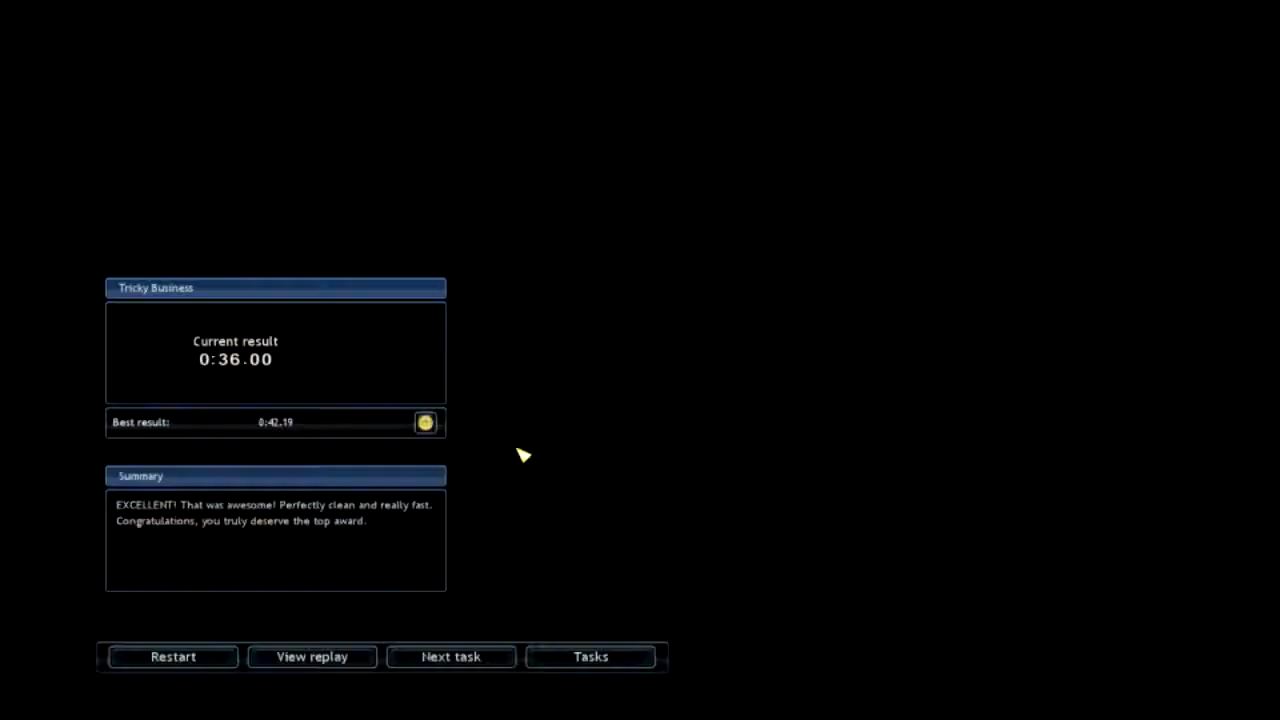 Tricky Business
Current result
0:36.00
Best result: 0:42.19
Summary
EXCELLENT! That was awesome! Perfectly clean and really fast.
Congratulations, you truly deserve the top award.
Restart View replay Next task Tasks